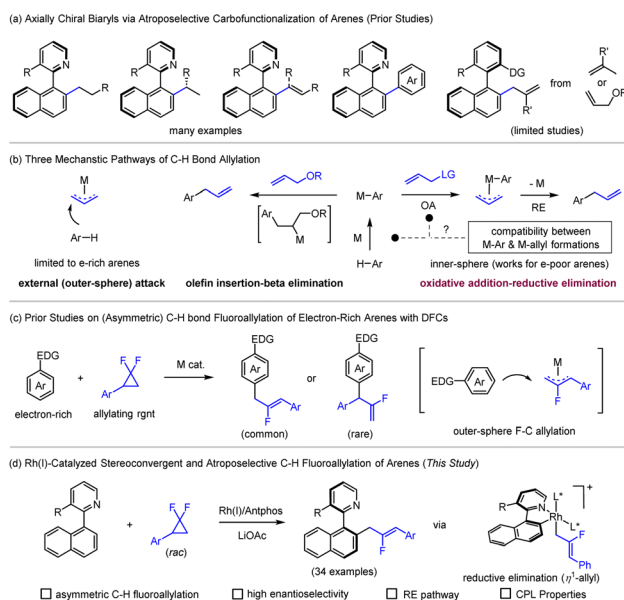 (a) Axially Chiral Biaryls via Atroposelective Carbofunctionalization of Arenes (Prior Studies)
R N R N R N R N R DG R'
R R R Ar R' from or OR
many examples (limited studies)
(b) Three Mechanstic Pathways of C-H Bond Allylation
M
Ar–H
limited to e-rich arenes
external (outer-sphere) attack
Ar
OR
Ar OR
M
olefin insertion-beta elimination
M–Ar
M
H–Ar
LG
OA
?
M-Ar
- M
RE
Ar
compatibility between
M-Ar & M-allyl formations
inner-sphere (works for e-poor arenes)
oxidative addition-reductive elimination
(c) Prior Studies on (Asymmetric) C-H bond Fluoroallylation of Electron-Rich Arenes with DFCs
EDG
Ar
electron-rich
+
F F
Ar
allylating rgnt
M cat.
EDG
Ar
F
Ar
(common)
or
EDG
Ar
Ar
F
(rare)
EDG
Ar
M
Ar
F
outer-sphere F-C allylation
(d) Rh(I)-Catalyzed Stereoconvergent and Atroposelective C-H Fluoroallylation of Arenes (This Study)
R N
+
F F
Ar
(rac)
Rh(I)/Antphos
LiOAc
R N
F
Ar
(34 examples)
via
R N
L*
Rh
L*
F
Ph
+
reductive elimination (η1-allyl)
asymmetric C-H fluoroallylation high enantioselectivity RE pathway CPL Properties